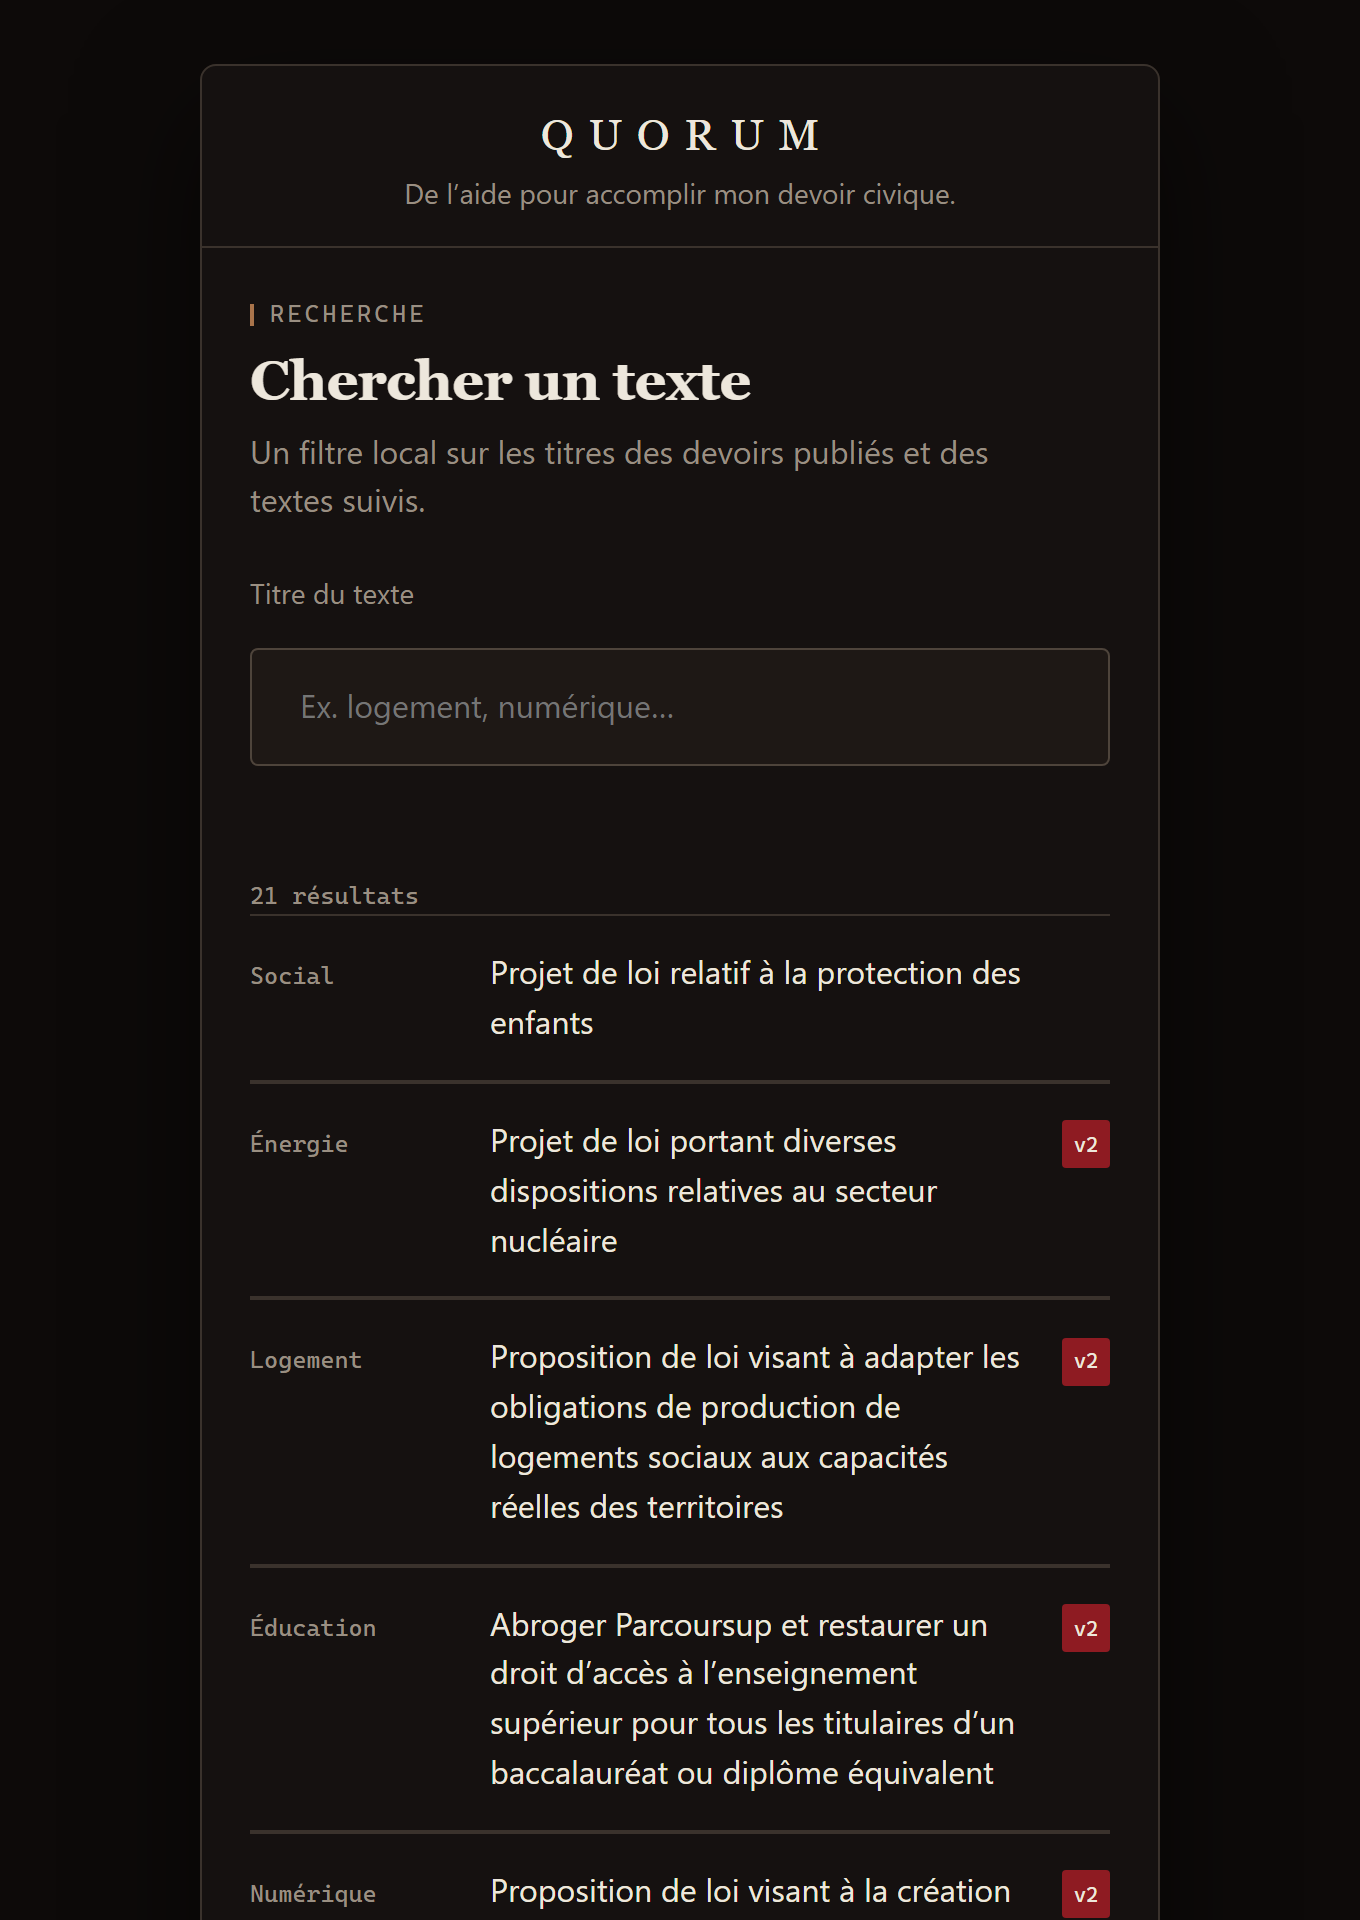 QUORUM
De l’aide pour accomplir mon devoir civique.
RECHERCHE
Chercher un texte
Un filtre local sur les titres des devoirs publiés et des
textes suivis.
Titre du texte
Ex. logement, numérique…
21 résultats
Social
Projet de loi relatif à la protection des
enfants
Énergie
Projet de loi portant diverses
v2
dispositions relatives au secteur
nucléaire
Logement
Proposition de loi visant à adapter les
v2
obligations de production de
logements sociaux aux capacités
réelles des territoires
Éducation
Abroger Parcoursup et restaurer un
v2
droit d’accès à l’enseignement
supérieur pour tous les titulaires d’un
baccalauréat ou diplôme équivalent
Numérique
Proposition de loi visant à la création
v2